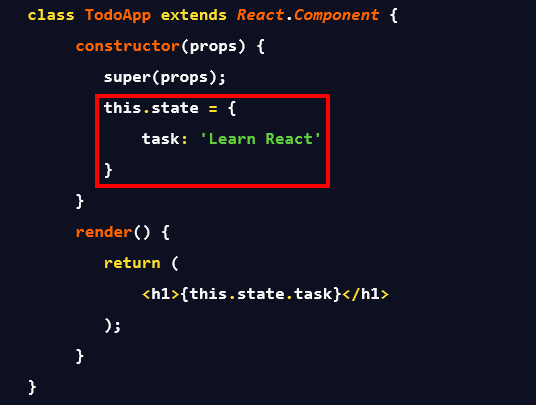 class TodoApp extends React.Component {
constructor(props) {
super(props);
this.state = {
task: 'Learn React'
}
}
render() {
return (
<h1>{this.state.task}</h1>
);
}
}